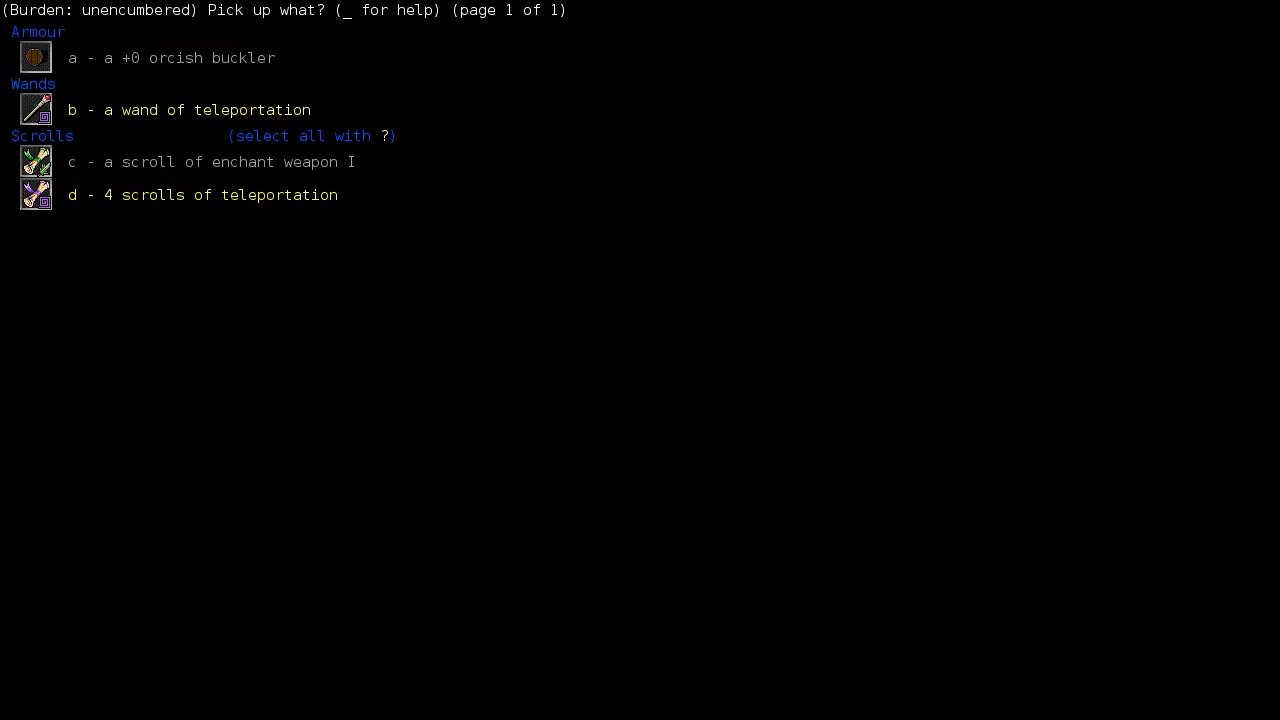 (Burden: unencumbered) Pick up what? (_ for help) (page 1 of 1)
Armour
a - a +0 orcish buckler
Wands
b - a wand of teleportation
Scrolls (select all with ?)
c - a scroll of enchant weapon I
d - 4 scrolls of teleportation